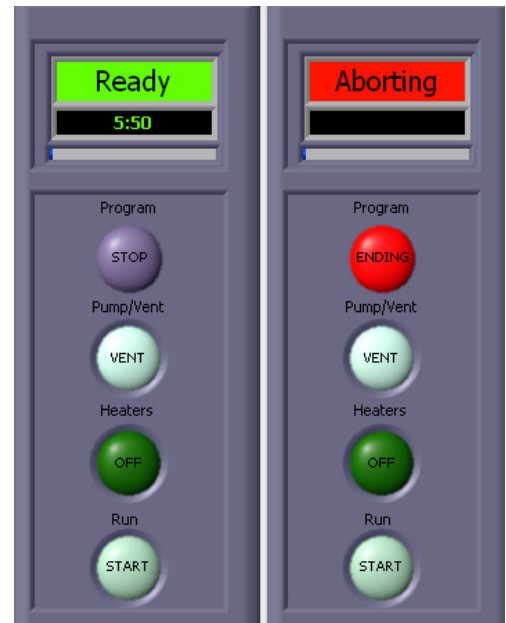 Ready
5:50
Program
STOP
Pump/Vent
VENT
Heaters
OFF
Run
START
Aborting
Program
ENDING
Pump/Vent
VENT
Heaters
OFF
Run
START